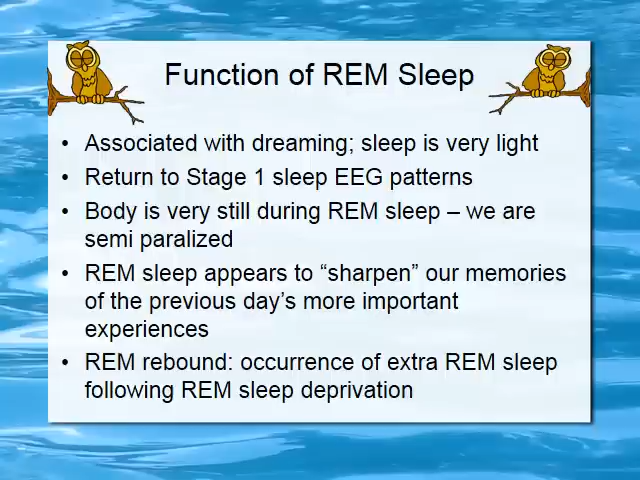 Function of REM Sleep
• Associated with dreaming; sleep is very light
• Return to Stage 1 sleep EEG patterns
• Body is very still during REM sleep – we are
semi paralized
• REM sleep appears to “sharpen” our memories
of the previous day’s more important
experiences
• REM rebound: occurrence of extra REM sleep
following REM sleep deprivation